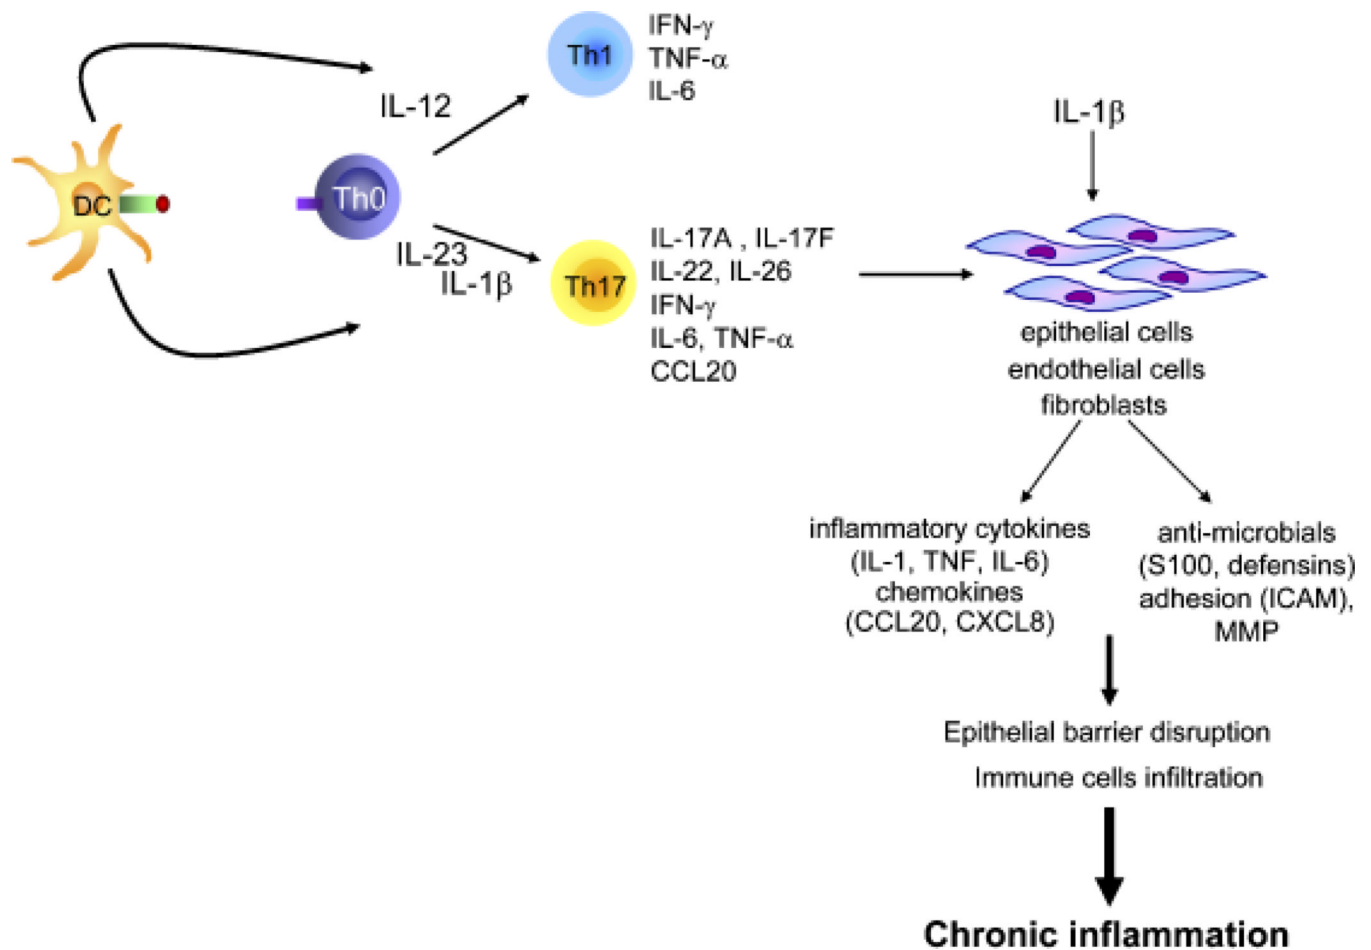 IFN-γ
TNF-α
IL-6
Th1
IL-12
DC
Th0
IL-23
IL-1β
Th17
IL-17A , IL-17F
IL-22, IL-26
IFN-γ
IL-6, TNF-α
CCL20
IL-1β
epithelial cells
endothelial cells
fibroblasts
inflammatory cytokines
(IL-1, TNF, IL-6)
chemokines
(CCL20, CXCL8)
anti-microbials
(S100, defensins)
adhesion (ICAM),
MMP
Epithelial barrier disruption
Immune cells infiltration
Chronic inflammation